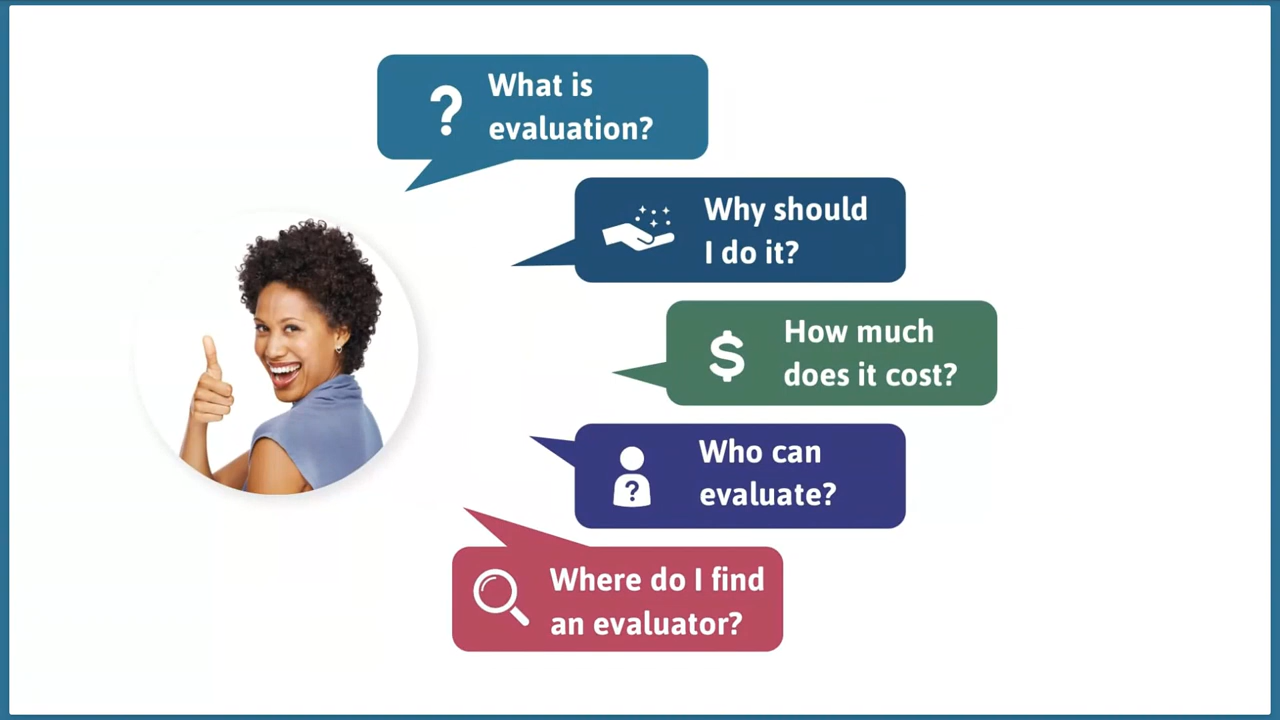 What is
evaluation?
Why should
I do it?
How much
does it cost?
Who can
evaluate?
Where do I find
an evaluator?